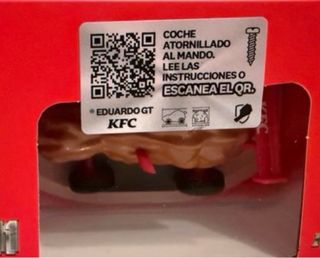 COCHE
ATORNILLADO
AL MANDO.
LEE LAS
INSTRUCCIONES O
ESCANEA EL QR.
* EDUARDO GT
KFC